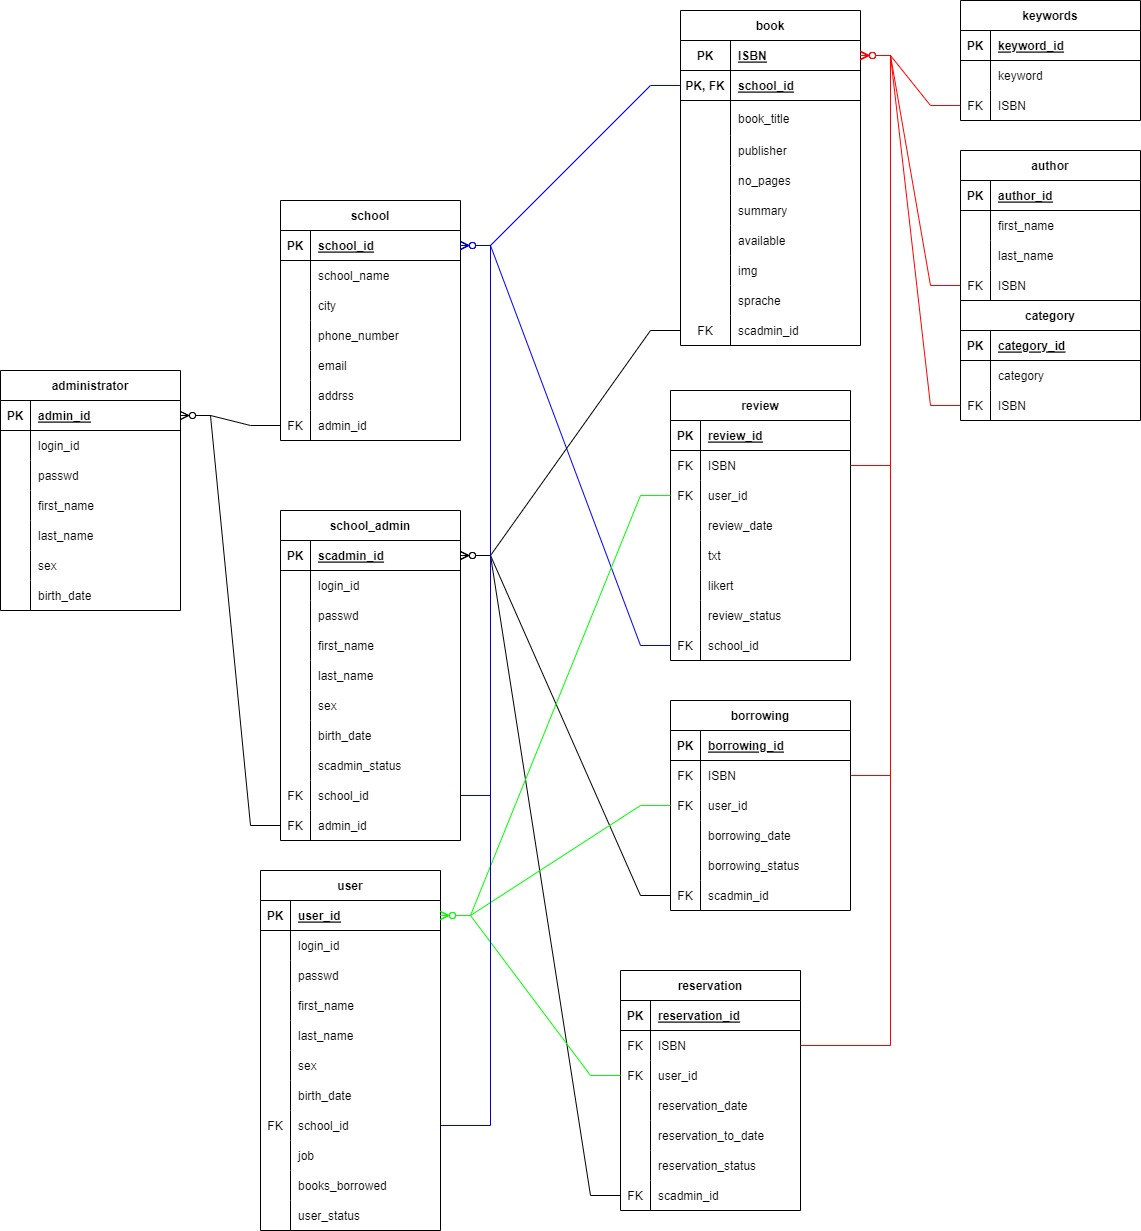 administrator
PK admin_id
login_id
passwd
first_name
last_name
sex
birth_date
school
PK school_id
school_name
city
phone_number
email
addrss
FK admin_id
school_admin
PK scadmin_id
login_id
passwd
first_name
last_name
sex
birth_date
scadmin_status
FK school_id
FK admin_id
user
PK user_id
login_id
passwd
first_name
last_name
sex
birth_date
FK school_id
job
books_borrowed
user_status
book
PK ISBN
PK, FK school_id
book_title
publisher
no_pages
summary
available
img
sprache
FK scadmin_id
review
PK review_id
FK ISBN
FK user_id
review_date
txt
likert
review_status
FK school_id
borrowing
PK borrowing_id
FK ISBN
FK user_id
borrowing_date
borrowing_status
FK scadmin_id
reservation
PK reservation_id
FK ISBN
FK user_id
reservation_date
reservation_to_date
reservation_status
FK scadmin_id
keywords
PK keyword_id
keyword
FK ISBN
author
PK author_id
first_name
last_name
FK ISBN
category
PK category_id
category
FK ISBN